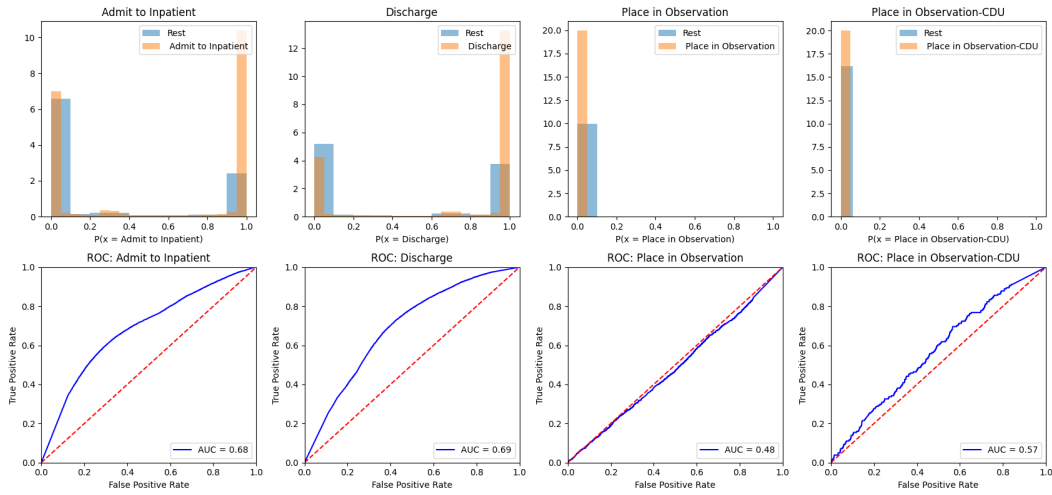 Admit to Inpatient
Rest
Admit to Inpatient
10
8
6
4
2
0
0.0 0.2 0.4 0.6 0.8 1.0
P(x = Admit to Inpatient)
Discharge
Rest
Discharge
12
10
8
6
4
2
0
0.0 0.2 0.4 0.6 0.8 1.0
P(x = Discharge)
Place in Observation
Rest
Place in Observation
20.0
17.5
15.0
12.5
10.0
7.5
5.0
2.5
0.0
0.0 0.2 0.4 0.6 0.8 1.0
P(x = Place in Observation)
Place in Observation-CDU
Rest
Place in Observation-CDU
20.0
17.5
15.0
12.5
10.0
7.5
5.0
2.5
0.0
0.0 0.2 0.4 0.6 0.8 1.0
P(x = Place in Observation-CDU)
ROC: Admit to Inpatient
True Positive Rate
1.0
0.8
0.6
0.4
0.2
0.0
AUC = 0.68
0.0 0.2 0.4 0.6 0.8 1.0
False Positive Rate
ROC: Discharge
True Positive Rate
1.0
0.8
0.6
0.4
0.2
0.0
AUC = 0.69
0.0 0.2 0.4 0.6 0.8 1.0
False Positive Rate
ROC: Place in Observation
True Positive Rate
1.0
0.8
0.6
0.4
0.2
0.0
AUC = 0.48
0.0 0.2 0.4 0.6 0.8 1.0
False Positive Rate
ROC: Place in Observation-CDU
True Positive Rate
1.0
0.8
0.6
0.4
0.2
0.0
AUC = 0.57
0.0 0.2 0.4 0.6 0.8 1.0
False Positive Rate